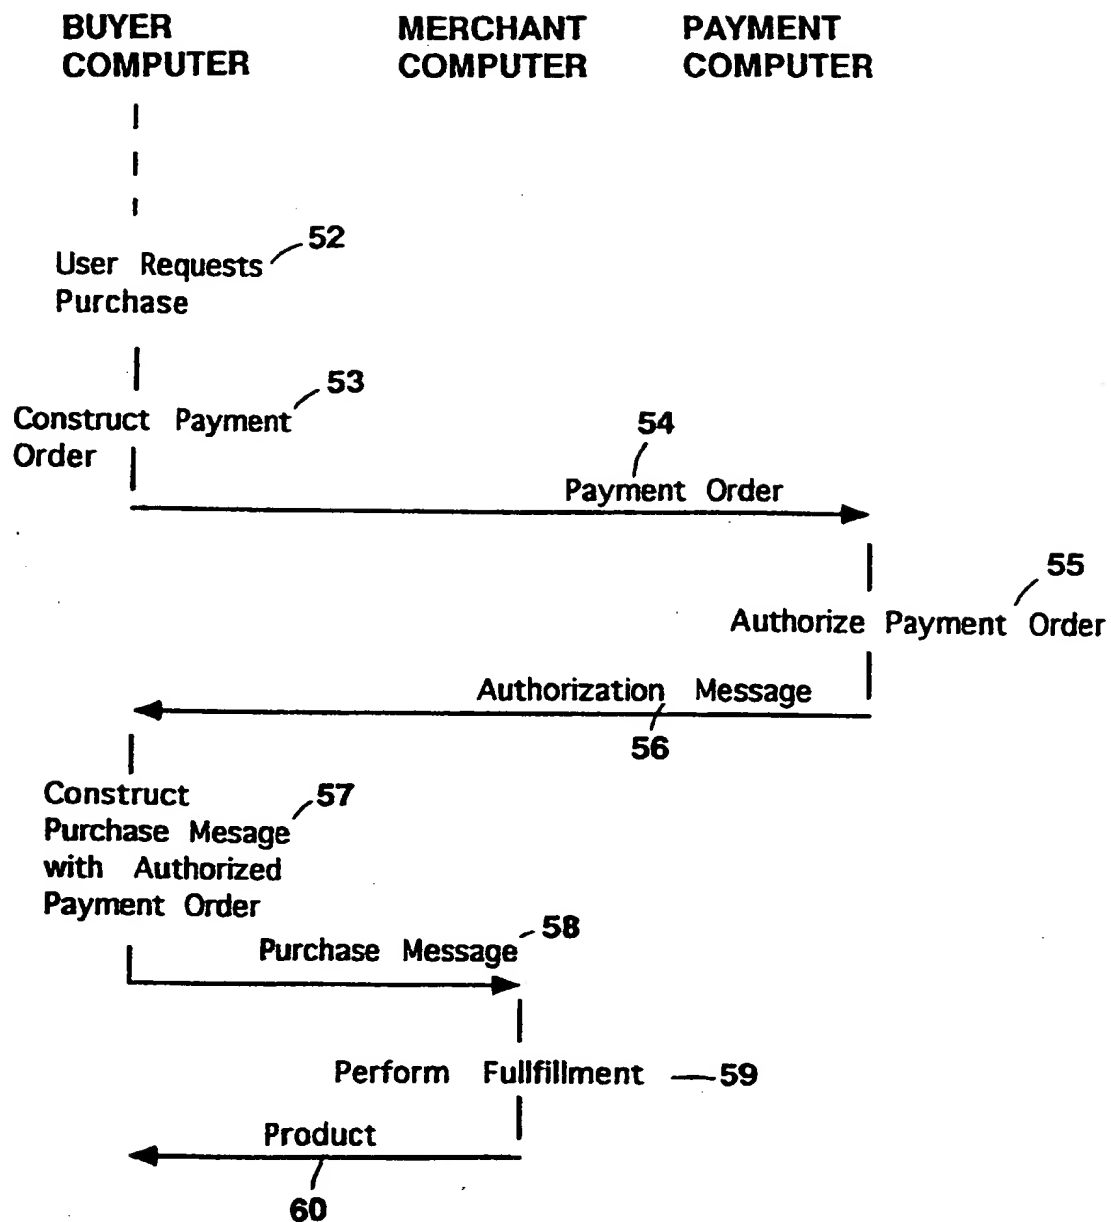 BUYER COMPUTER
MERCHANT COMPUTER
PAYMENT COMPUTER
52
User Requests
Purchase
53
Construct Payment
Order
54
Payment Order
55
Authorize Payment Order
Authorization Message
56
Construct
57
Purchase Mesage
with Authorized
Payment Order
58
Purchase Message
Perform Fullfillment
59
Product
60